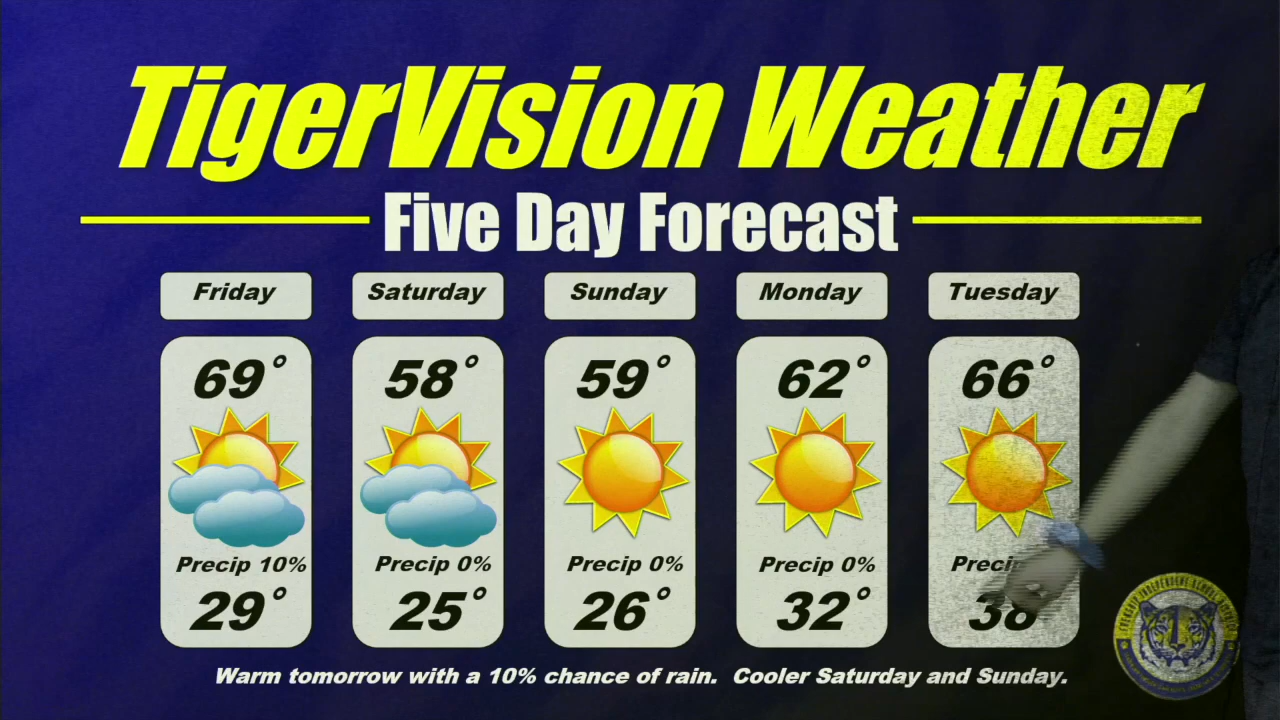 TigerVision Weather
Five Day Forecast
Friday Saturday Sunday Monday Tuesday
69° 58° 59° 62° 66°
Precip 10% Precip 0% Precip 0% Precip 0%
29° 25° 26° 32° 38
Warm tomorrow with a 10% chance of rain. Cooler Saturday and Sunday.